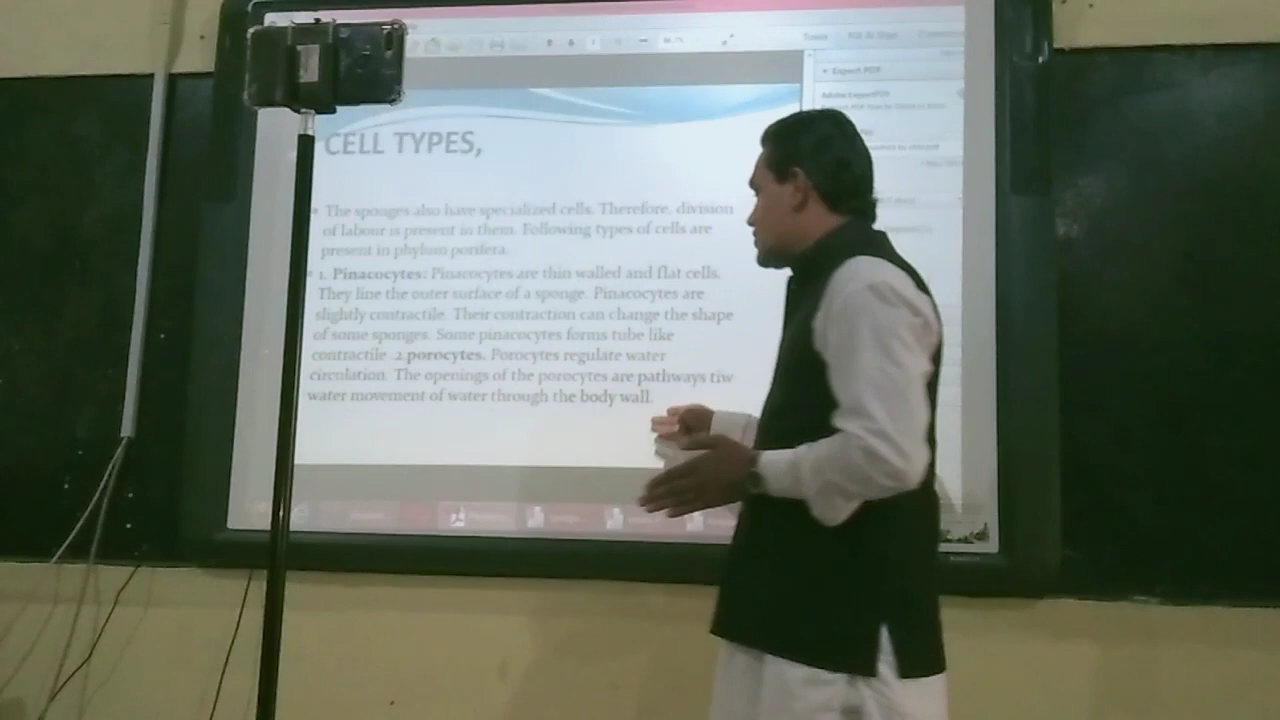 Export PDF
Adobe ExportPDF
CELL TYPES,
The sponges also have specialized cells. Therefore, division
of labour is present in them. Following types of cells are
present in phylum porifera.
1. Pinacocytes: Pinacocytes are thin walled and flat cells.
They line the outer surface of a sponge. Pinacocytes are
slightly contractile. Their contraction can change the shape
of some sponges. Some pinacocytes forms tube like
contractile 2.porocytes. Porocytes regulate water
circulation. The openings of the porocytes are pathways tiw
water movement of water through the body wall.